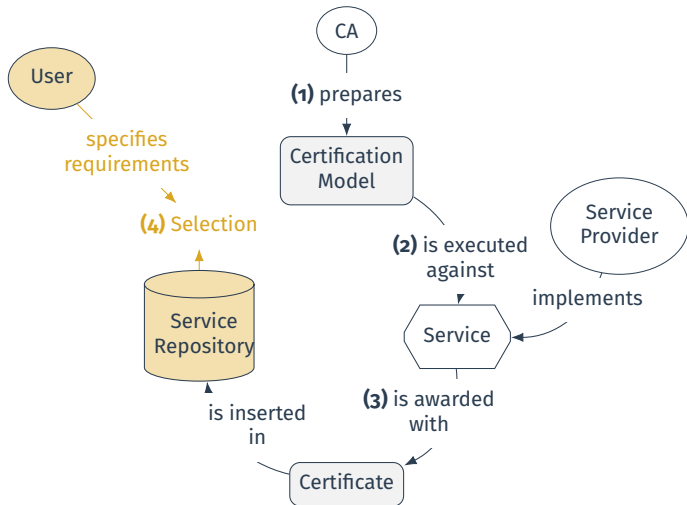 CA
User
(1) prepares
specifies
requirements
Certification
Model
(4) Selection
Service
Provider
(2) is executed
against
implements
Service
Repository
Service
(3) is awarded
with
is inserted
in
Certificate